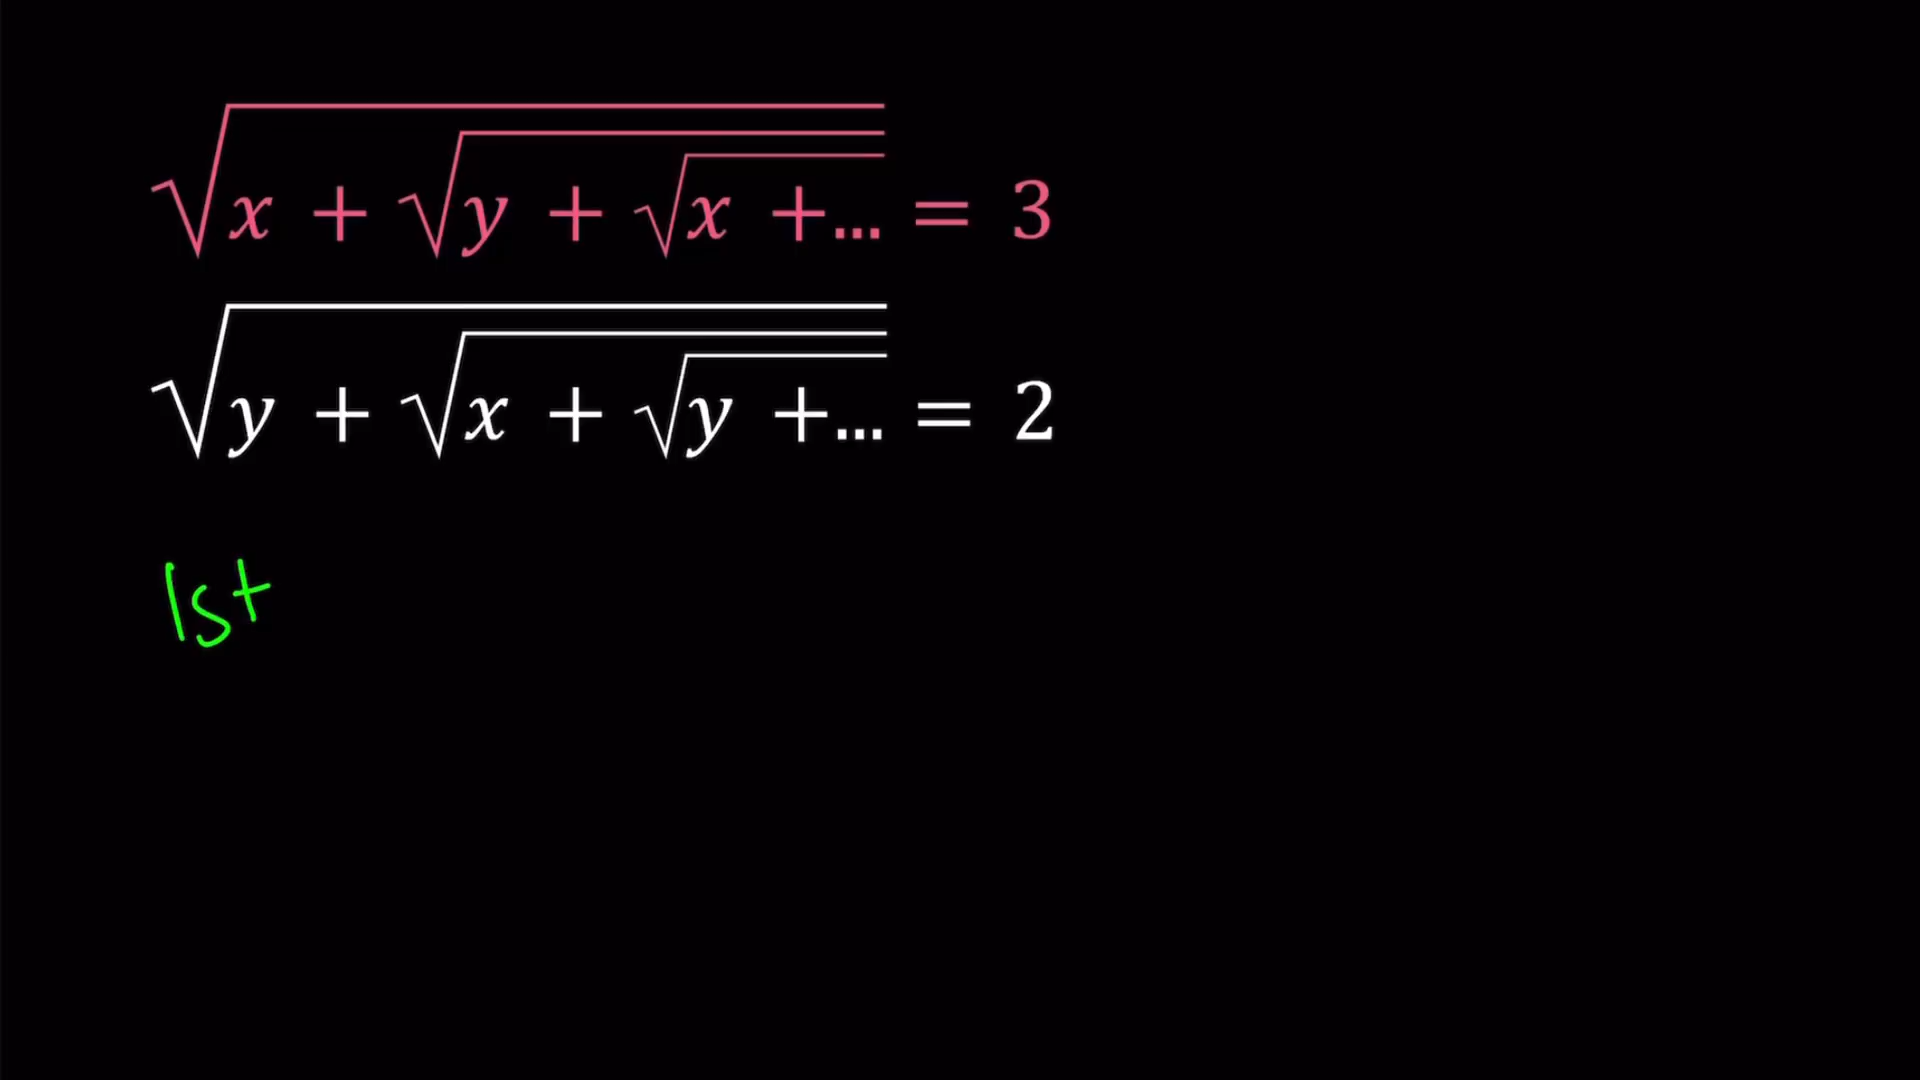 √x + √y + √x +... = 3
√y + √x + √y +... = 2
1st